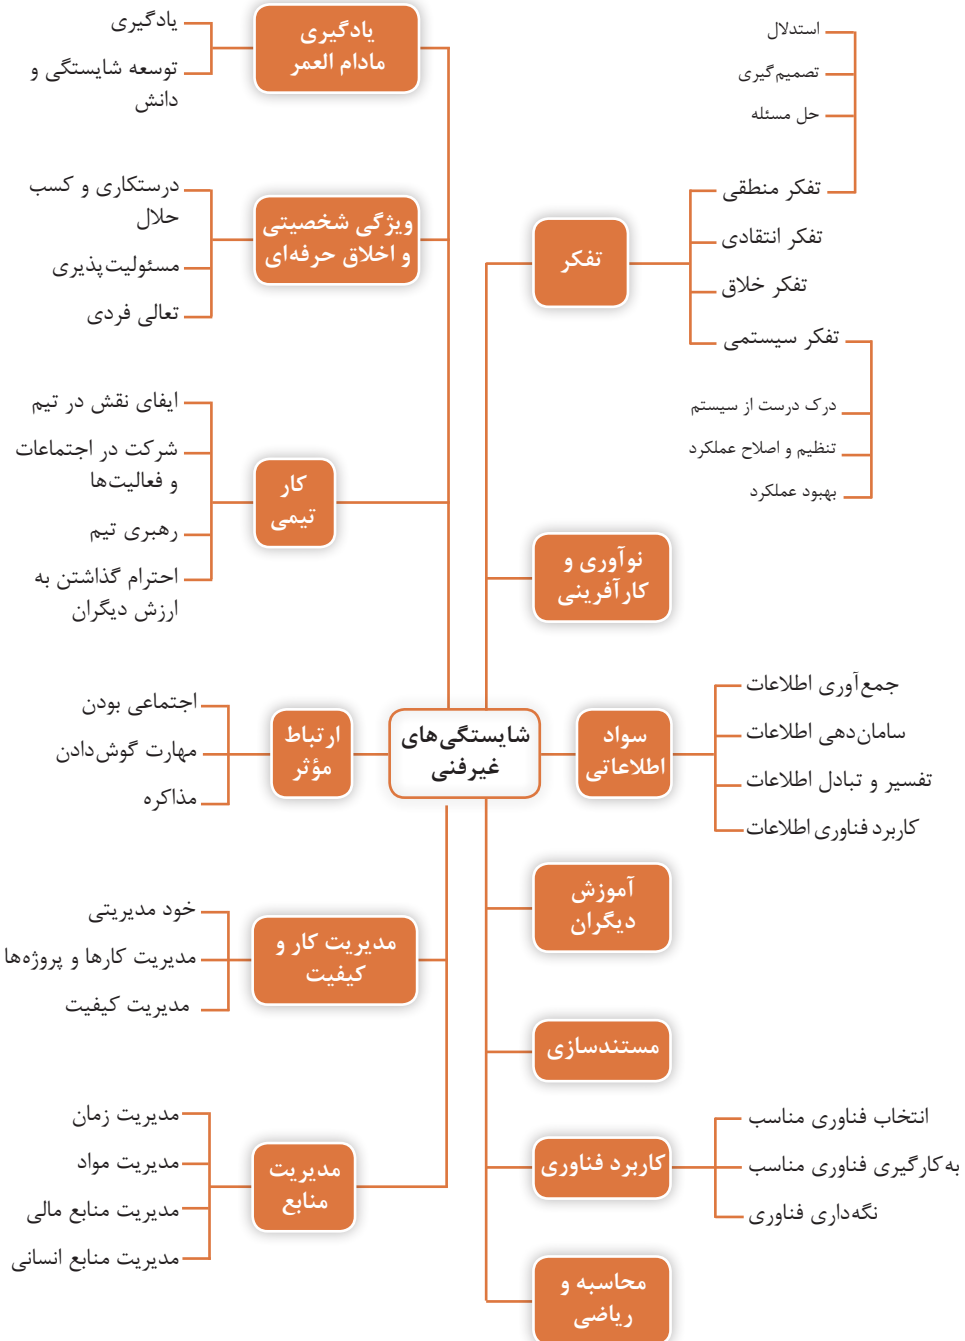 شایستگی‌های
غیرفنی
تفکر
تفکر منطقی
استدلال
تصمیم‌گیری
حل مسئله
تفکر انتقادی
تفکر خلاق
تفکر سیستمی
درک درست از سیستم
تنظیم و اصلاح عملکرد
بهبود عملکرد
نوآوری و
کارآفرینی
سواد
اطلاعاتی
جمع‌آوری اطلاعات
سامان‌دهی اطلاعات
تفسیر و تبادل اطلاعات
کاربرد فناوری اطلاعات
آموزش
دیگران
مستندسازی
کاربرد فناوری
انتخاب فناوری مناسب
به‌کارگیری فناوری مناسب
نگه‌داری فناوری
محاسبه و
ریاضی
یادگیری
مادام العمر
یادگیری
توسعه شایستگی و
دانش
ویژگی شخصیتی
و اخلاق حرفه‌ای
درستکاری و کسب
حلال
مسئولیت‌پذیری
تعالی فردی
کار
تیمی
ایفای نقش در تیم
شرکت در اجتماعات
و فعالیت‌ها
رهبری تیم
احترام گذاشتن به
ارزش دیگران
ارتباط
مؤثر
اجتماعی بودن
مهارت گوش‌دادن
مذاکره
مدیریت کار و
کیفیت
خود مدیریتی
مدیریت کارها و پروژه‌ها
مدیریت کیفیت
مدیریت
منابع
مدیریت زمان
مدیریت مواد
مدیریت منابع مالی
مدیریت منابع انسانی